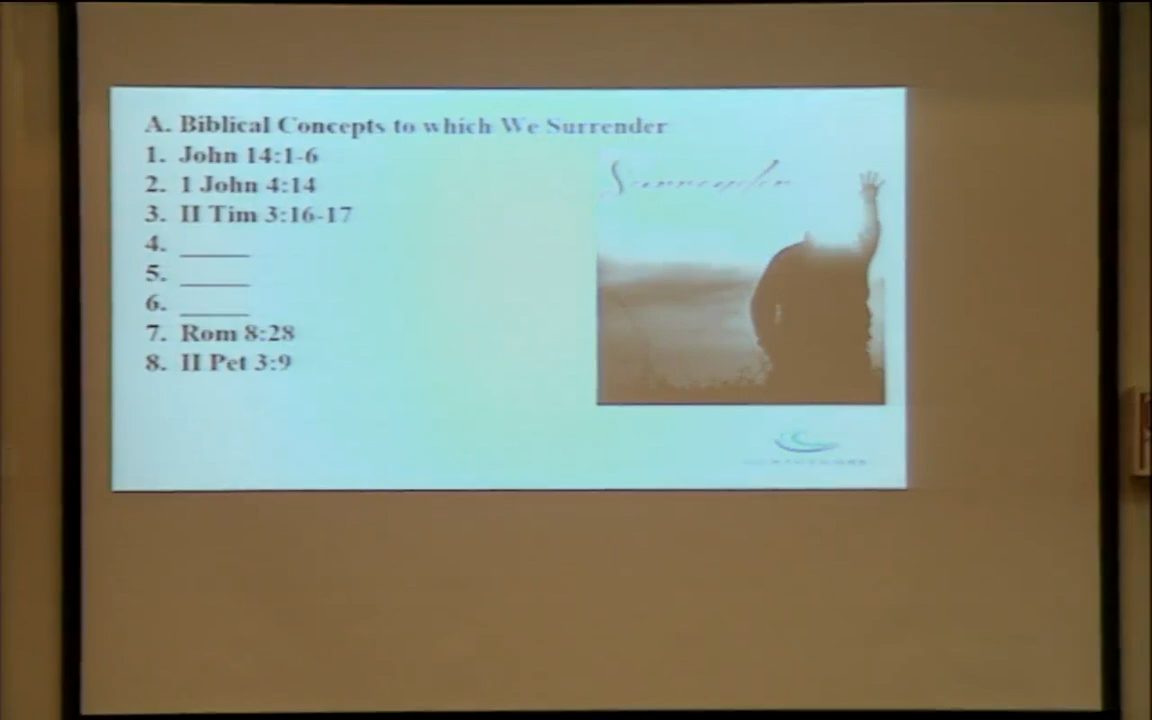 A. Biblical Concepts to which We Surrender
1. John 14:1-6
2. 1 John 4:14
3. II Tim 3:16-17
4. ______
5. ______
6. ______
7. Rom 8:28
8. II Pet 3:9
Surrender